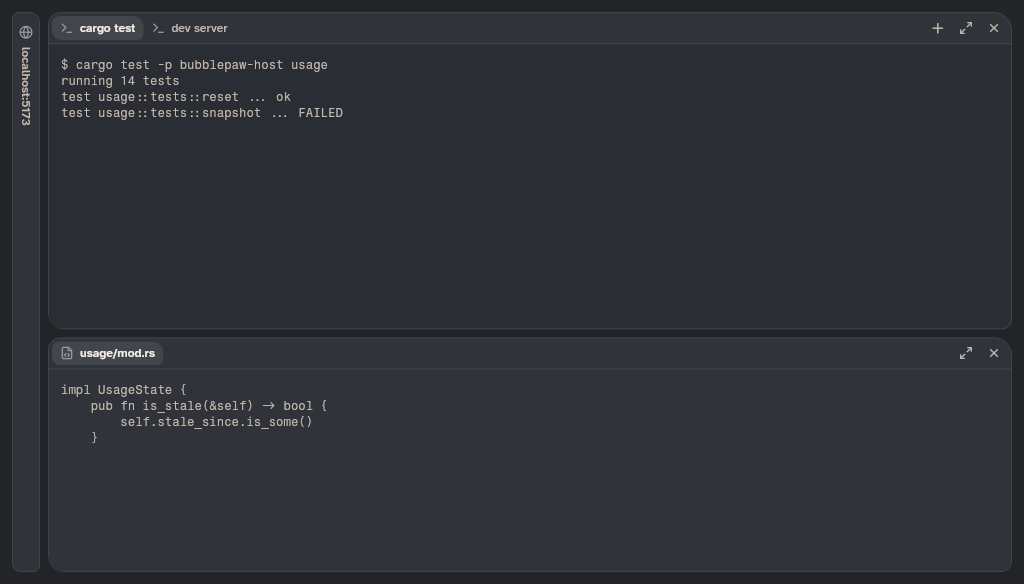 localhost:5173
cargo test
dev server
$ cargo test -p bubblepaw-host usage
running 14 tests
test usage::tests::reset ... ok
test usage::tests::snapshot ... FAILED
usage/mod.rs
impl UsageState {
    pub fn is_stale(&self) -> bool {
        self.stale_since.is_some()
    }